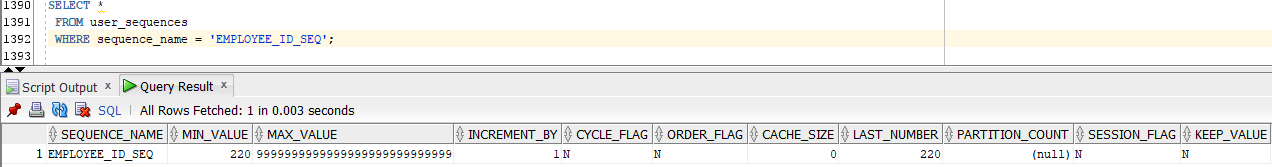 1390 SELECT *
1391 FROM user_sequences
1392 WHERE sequence_name = 'EMPLOYEE_ID_SEQ';
1393
Script Output x Query Result x
SQL | All Rows Fetched: 1 in 0.003 seconds
SEQUENCE_NAME MIN_VALUE MAX_VALUE INCREMENT_BY CYCLE_FLAG ORDER_FLAG CACHE_SIZE LAST_NUMBER PARTITION_COUNT SESSION_FLAG KEEP_VALUE
1 EMPLOYEE_ID_SEQ 220 9999999999999999999999999999 1 N N 0 220 (null) N N